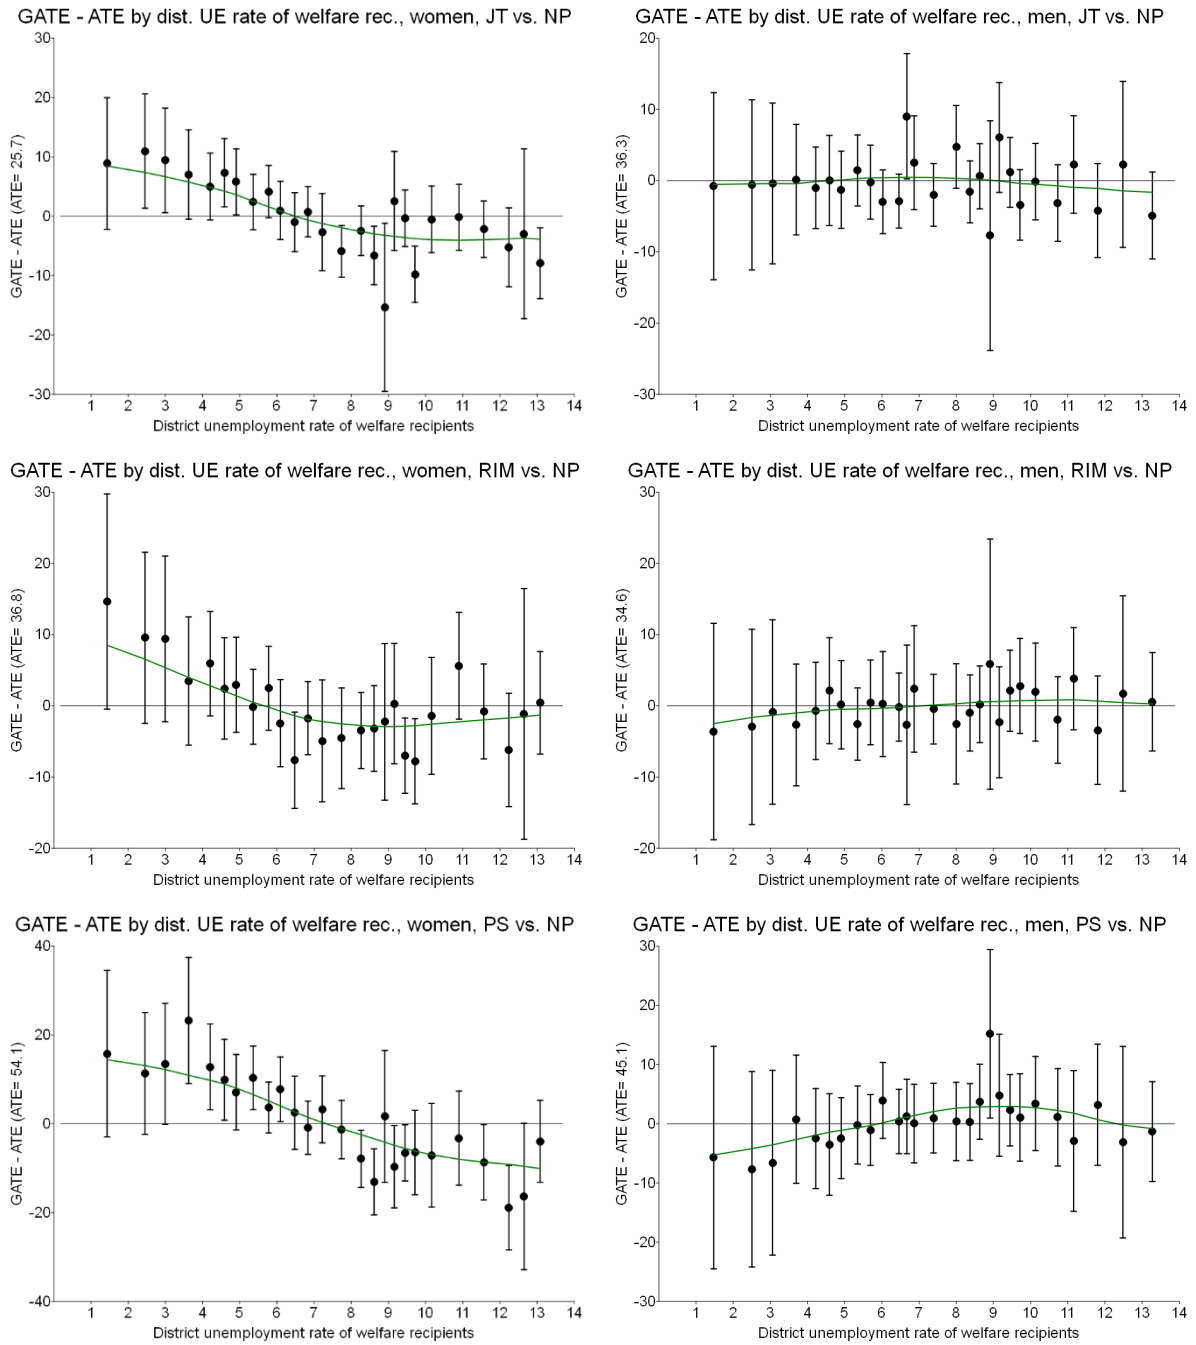 GATE - ATE by dist. UE rate of welfare rec., women, JT vs. NP
GATE - ATE (ATE= 25.7)
30
20
10
0
-10
-20
-30
1 2 3 4 5 6 7 8 9 10 11 12 13 14
District unemployment rate of welfare recipients
GATE - ATE by dist. UE rate of welfare rec., men, JT vs. NP
GATE - ATE (ATE= 36.3)
20
10
0
-10
-20
-30
1 2 3 4 5 6 7 8 9 10 11 12 13 14
District unemployment rate of welfare recipients
GATE - ATE by dist. UE rate of welfare rec., women, RIM vs. NP
GATE - ATE (ATE= 36.8)
30
20
10
0
-10
-20
1 2 3 4 5 6 7 8 9 10 11 12 13 14
District unemployment rate of welfare recipients
GATE - ATE by dist. UE rate of welfare rec., men, RIM vs. NP
GATE - ATE (ATE= 34.6)
30
20
10
0
-10
-20
1 2 3 4 5 6 7 8 9 10 11 12 13 14
District unemployment rate of welfare recipients
GATE - ATE by dist. UE rate of welfare rec., women, PS vs. NP
GATE - ATE (ATE= 54.1)
40
20
0
-20
-40
1 2 3 4 5 6 7 8 9 10 11 12 13 14
District unemployment rate of welfare recipients
GATE - ATE by dist. UE rate of welfare rec., men, PS vs. NP
GATE - ATE (ATE= 45.1)
30
20
10
0
-10
-20
-30
1 2 3 4 5 6 7 8 9 10 11 12 13 14
District unemployment rate of welfare recipients